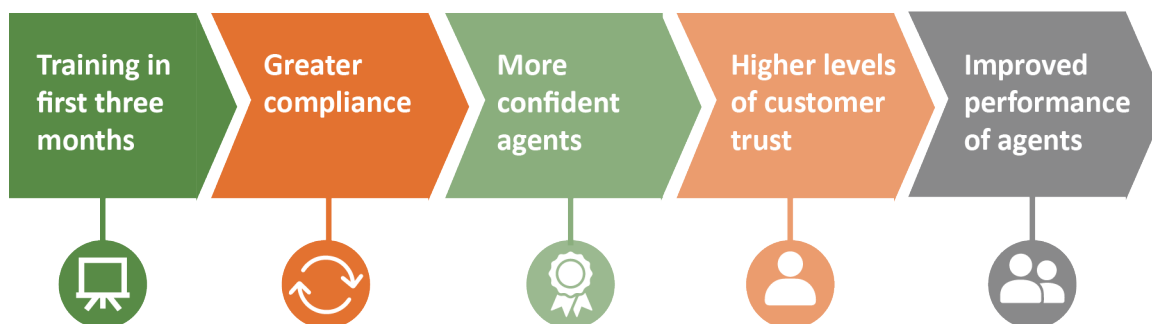 Training in
first three
months
Greater
compliance
More
confident
agents
Higher levels
of customer
trust
Improved
performance
of agents